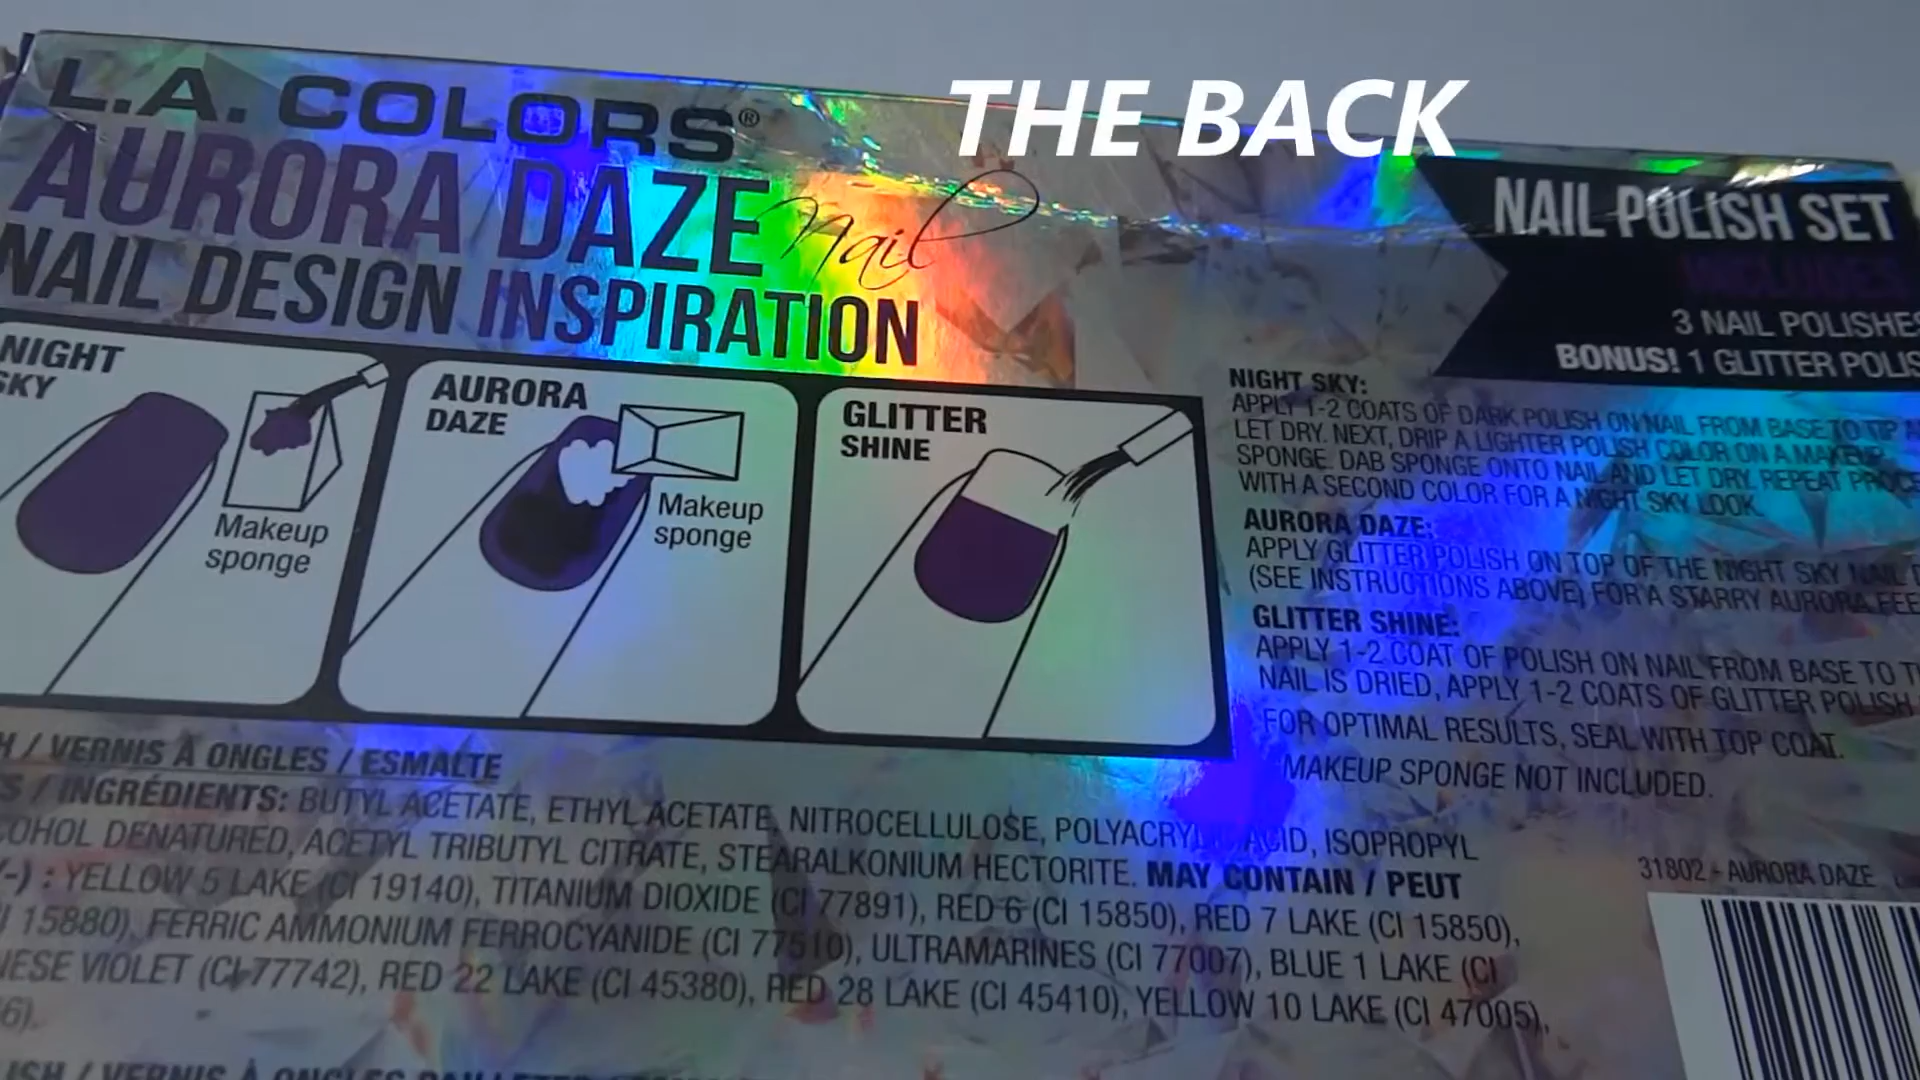 THE BACK
L.A. COLORS®
AURORA DAZE nail
NAIL DESIGN INSPIRATION
NIGHT
SKY
Makeup
sponge
AURORA
DAZE
Makeup
sponge
GLITTER
SHINE
NAIL POLISH SET
INCLUDES
3 NAIL POLISHES
BONUS! 1 GLITTER
NIGHT SKY:
APPLY 1-2 COATS OF DARK POLISH ON NAIL FROM BASE TO TIP
LET DRY. NEXT, DRIP A LIGHTER POLISH COLOR ON A MAKEUP
SPONGE. DAB SPONGE ONTO NAIL AND LET DRY. REPEAT
WITH A SECOND COLOR FOR A NIGHT SKY LOOK.
AURORA DAZE:
APPLY GLITTER POLISH ON TOP OF THE NIGHT SKY NAIL
(SEE INSTRUCTIONS ABOVE) FOR A STARRY AURORA
GLITTER SHINE:
APPLY 1-2 COAT OF POLISH ON NAIL FROM BASE TO
NAIL IS DRIED, APPLY 1-2 COATS OF GLITTER POLISH
FOR OPTIMAL RESULTS, SEAL WITH TOP COAT.
MAKEUP SPONGE NOT INCLUDED.
/ VERNIS À ONGLES / ESMALTE
/ INGRÉDIENTS: BUTYL ACETATE, ETHYL ACETATE, NITROCELLULOSE, POLYACRYLIC ACID, ISOPROPYL
DENATURED, ACETYL TRIBUTYL CITRATE, STEARALKONIUM HECTORITE. MAY CONTAIN / PEUT
: YELLOW 5 LAKE (CI 19140), TITANIUM DIOXIDE (CI 77891), RED 6 (CI 15850), RED 7 LAKE (CI 15850),
15880), FERRIC AMMONIUM FERROCYANIDE (CI 77510), ULTRAMARINES (CI 77007), BLUE 1 LAKE (CI
VIOLET (CI 77742), RED 22 LAKE (CI 45380), RED 28 LAKE (CI 45410), YELLOW 10 LAKE (CI 47005),
31802 - AURORA DAZE
/ VERNIS À ONGLES